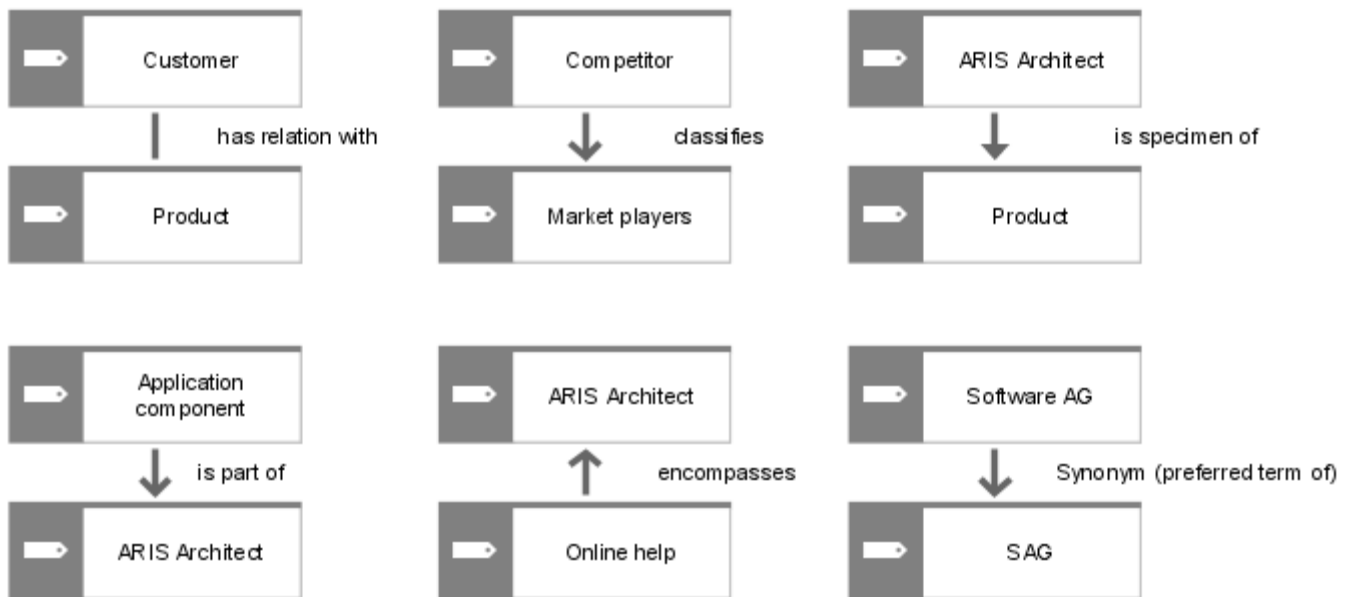 Customer
Competitor
ARIS Architect
has relation with
classifies
is specimen of
Product
Market players
Product
Application
component
ARIS Architect
Software AG
is part of
encompasses
Synonym (preferred term of)
ARIS Architect
Online help
SAG